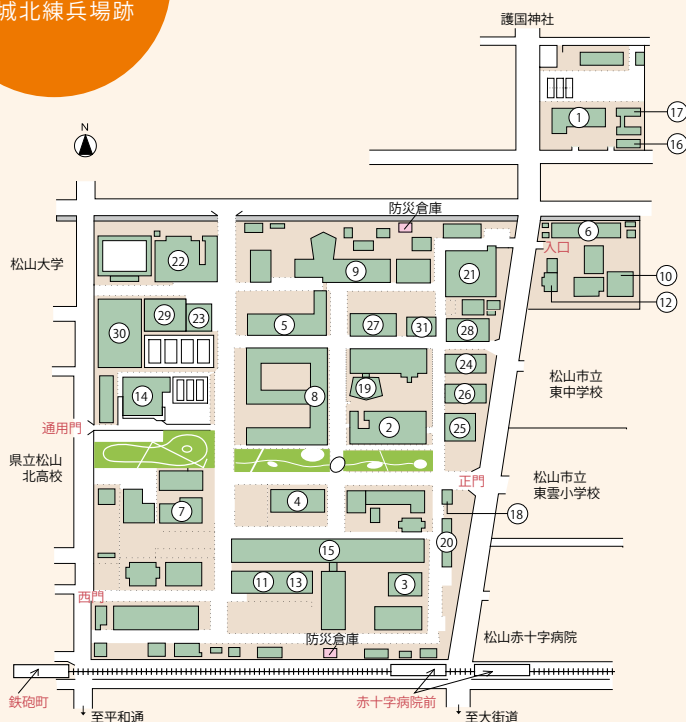 城北練兵場跡
護国神社
N
1
17
16
防災倉庫
6
入口
松山大学
22
9
21
10
12
29
23
5
27
31
28
30
24
19
8
14
26
松山市立
東中学校
2
25
通用門
県立松山
北高校
正門
松山市立
東雲小学校
4
7
18
20
15
11
13
3
西門
防災倉庫
松山赤十字病院
鉄砲町
赤十字病院前
至平和通
至大街道